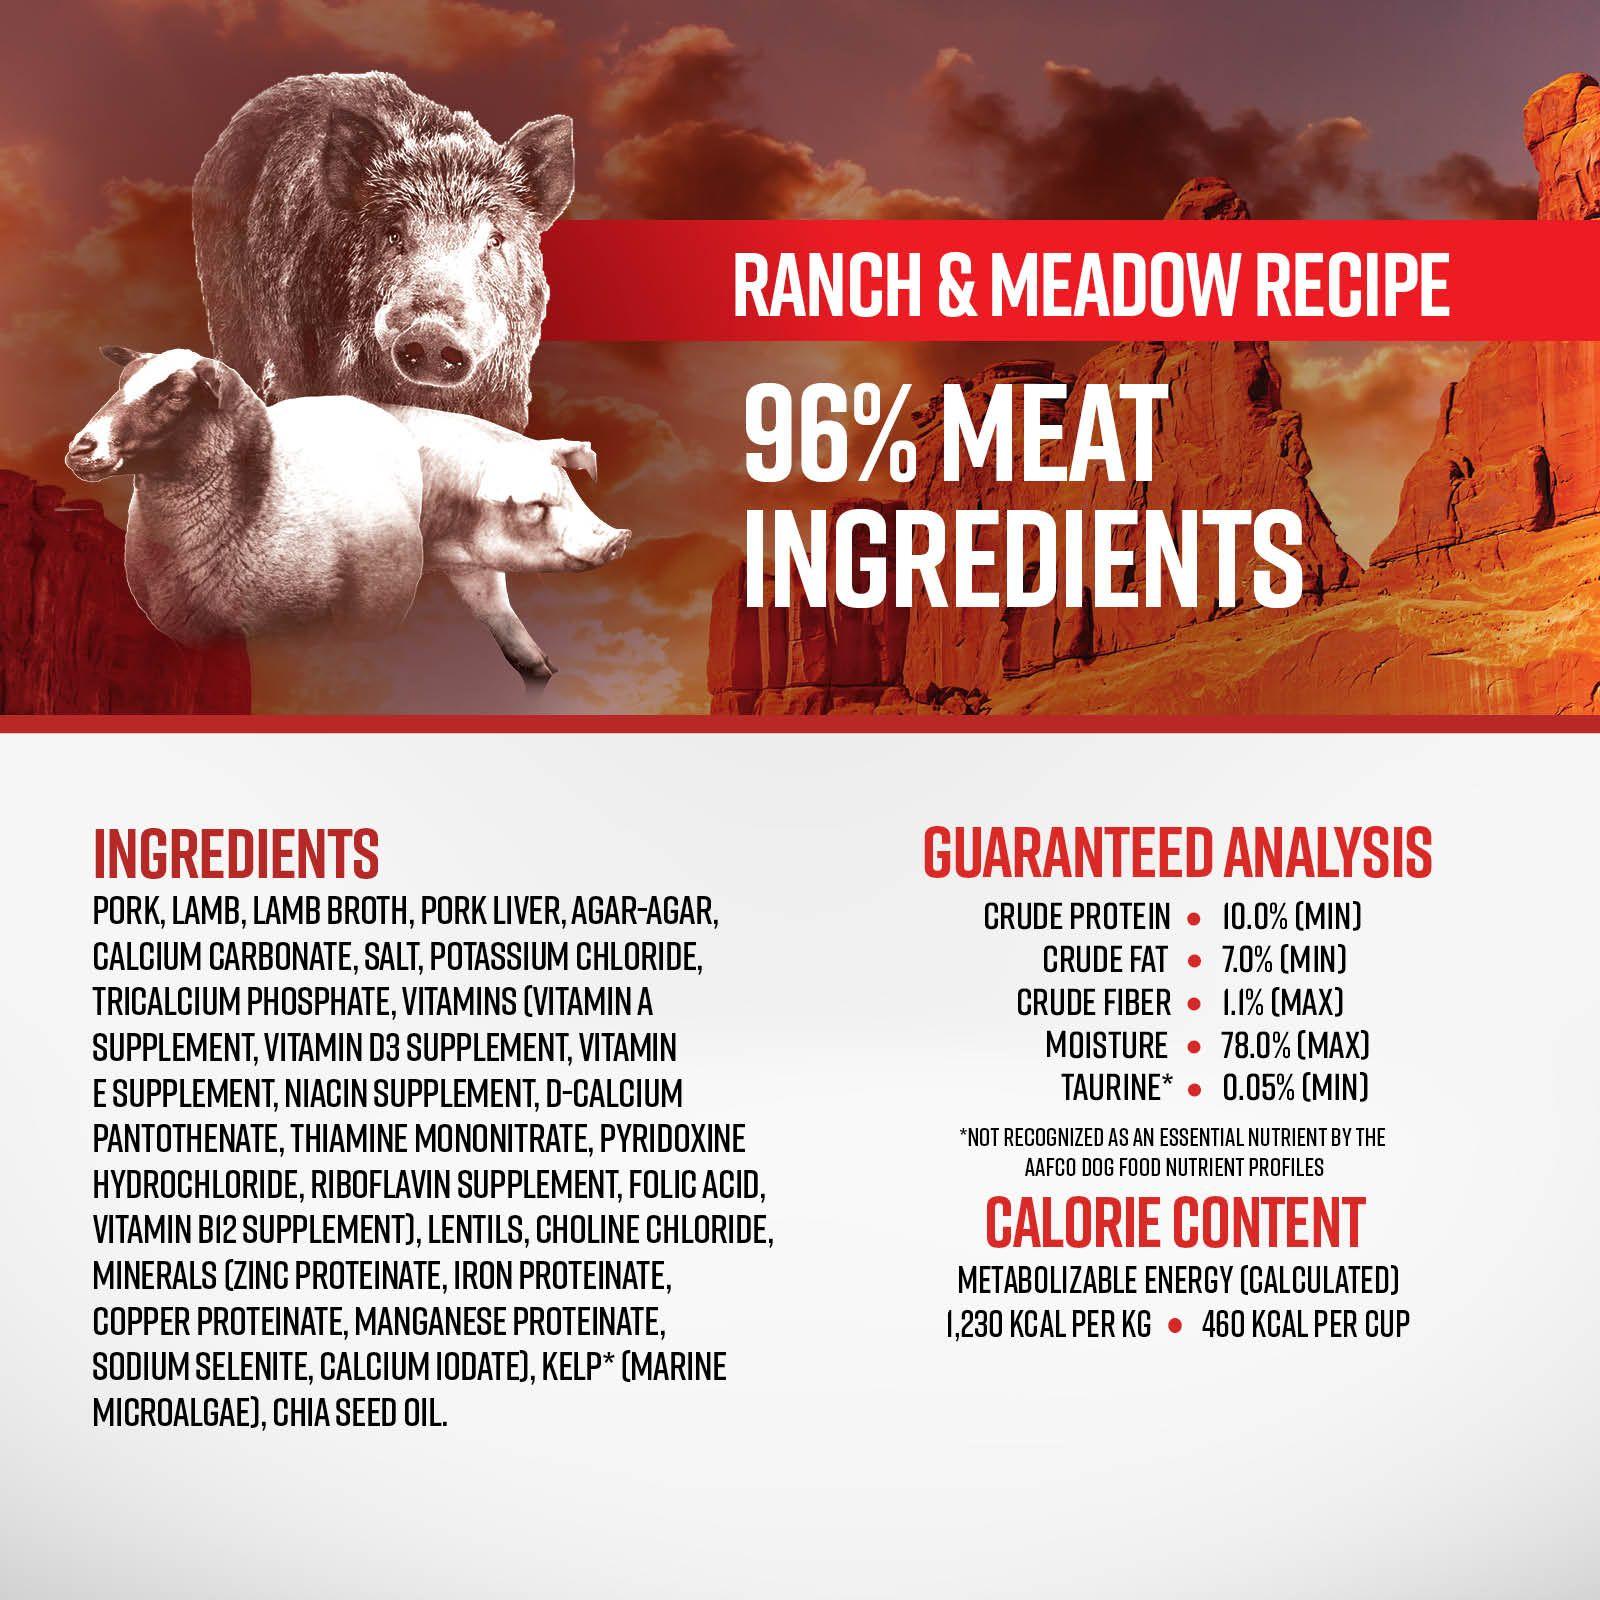 RANCH & MEADOW RECIPE
96% MEAT
INGREDIENTS
INGREDIENTS
PORK, LAMB, LAMB BROTH, PORK LIVER, AGAR-AGAR,
CALCIUM CARBONATE, SALT, POTASSIUM CHLORIDE,
TRICALCIUM PHOSPHATE, VITAMINS (VITAMIN A
SUPPLEMENT, VITAMIN D3 SUPPLEMENT, VITAMIN
E SUPPLEMENT, NIACIN SUPPLEMENT, D-CALCIUM
PANTOTHENATE, THIAMINE MONONITRATE, PYRIDOXINE
HYDROCHLORIDE, RIBOFLAVIN SUPPLEMENT, FOLIC ACID,
VITAMIN B12 SUPPLEMENT), LENTILS, CHOLINE CHLORIDE,
MINERALS (ZINC PROTEINATE, IRON PROTEINATE,
COPPER PROTEINATE, MANGANESE PROTEINATE,
SODIUM SELENITE, CALCIUM IODATE), KELP* (MARINE
MICROALGAE), CHIA SEED OIL.
GUARANTEED ANALYSIS
CRUDE PROTEIN • 10.0% (MIN)
CRUDE FAT • 7.0% (MIN)
CRUDE FIBER • 1.1% (MAX)
MOISTURE • 78.0% (MAX)
TAURINE* • 0.05% (MIN)
*NOT RECOGNIZED AS AN ESSENTIAL NUTRIENT BY THE
AAFCO DOG FOOD NUTRIENT PROFILES
CALORIE CONTENT
METABOLIZABLE ENERGY (CALCULATED)
1,230 KCAL PER KG • 460 KCAL PER CUP